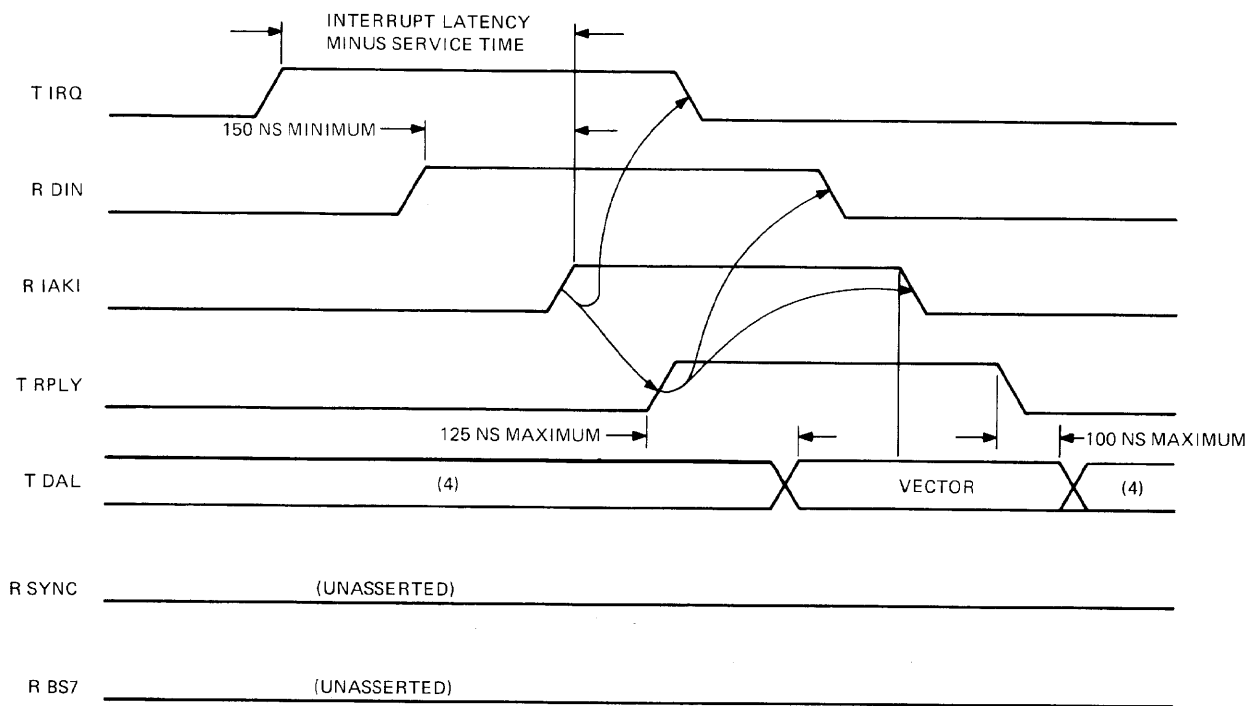 INTERRUPT LATENCY
MINUS SERVICE TIME
T IRQ
150 NS MINIMUM
R DIN
R IAKI
T RPLY
125 NS MAXIMUM
100 NS MAXIMUM
T DAL
(4)
VECTOR
(4)
R SYNC
(UNASSERTED)
R BS7
(UNASSERTED)